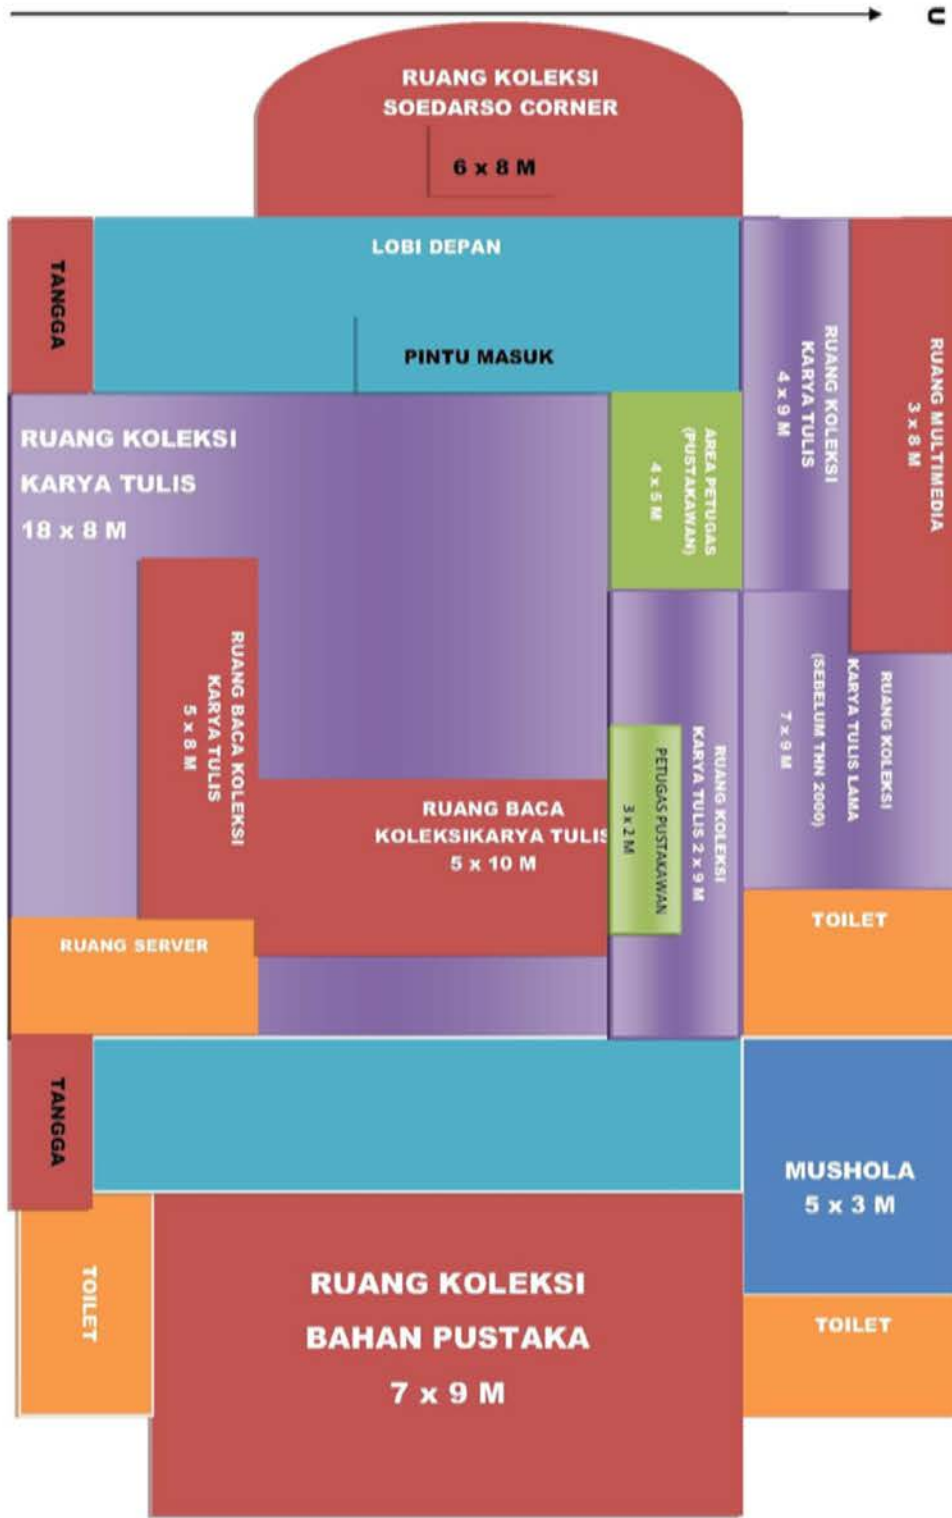 U
RUANG KOLEKSI
SOEDARSO CORNER
6 x 8 M
TANGGA
LOBI DEPAN
PINTU MASUK
RUANG KOLEKSI
KARYA TULIS
4 x 9 M
RUANG MULTIMEDIA
3 x 8 M
RUANG KOLEKSI
KARYA TULIS
18 x 8 M
AREA PETUGAS
(PUSTAKAWAN)
4 x 5 M
RUANG BACA KOLEKSI
KARYA TULIS
5 x 8 M
RUANG BACA
KOLEKSIKARYA TULIS
5 x 10 M
RUANG KOLEKSI
KARYA TULIS 2 x 9 M
PETUGAS PUSTAKAWAN
3 x 2 M
RUANG KOLEKSI
KARYA TULIS LAMA
(SEBELUM THN 2000)
7 x 9 M
RUANG SERVER
TOILET
TANGGA
MUSHOLA
5 x 3 M
TOILET
RUANG KOLEKSI
BAHAN PUSTAKA
7 x 9 M
TOILET